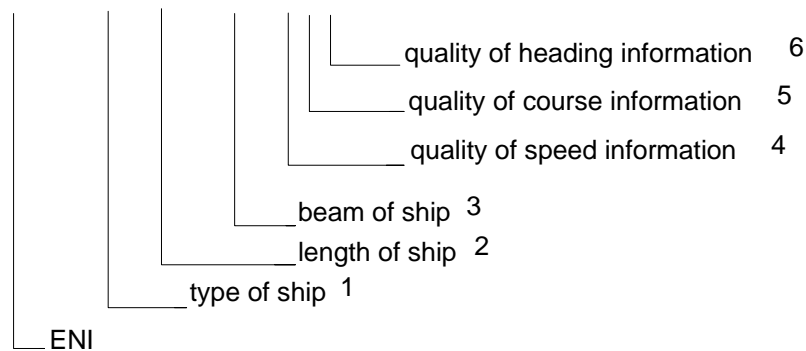 quality of heading information 6
quality of course information 5
quality of speed information 4
beam of ship 3
length of ship 2
type of ship 1
ENI